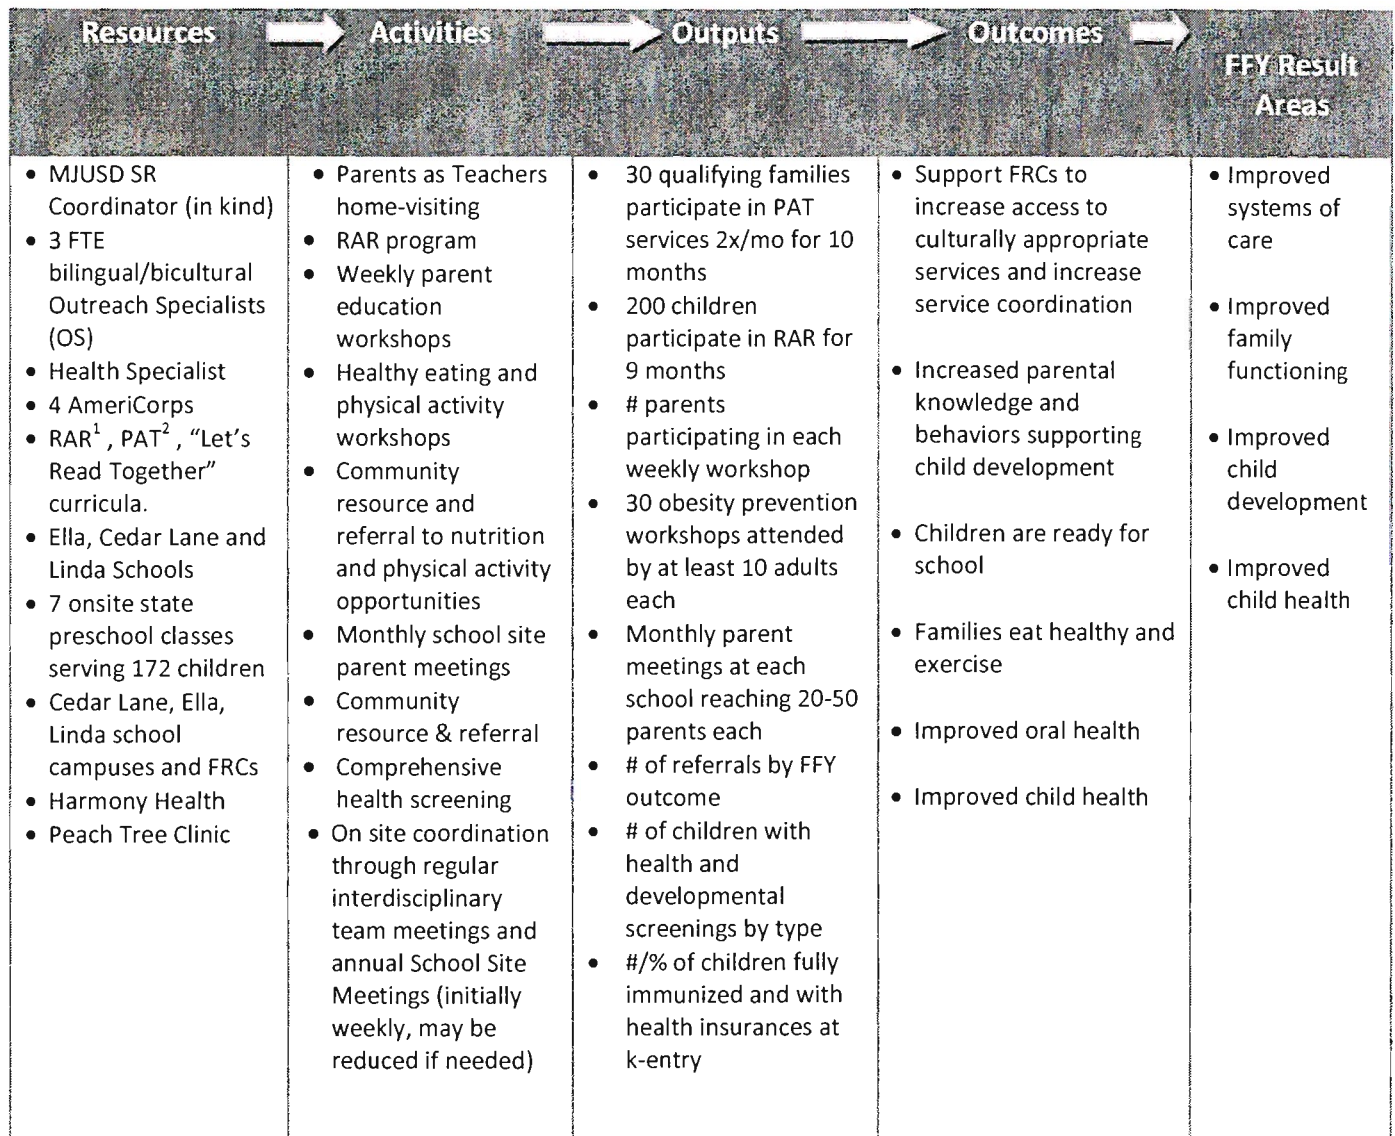 Resources
Activities
Outputs
Outcomes
FFY Result
Areas
• MJUSD SR
Coordinator (in kind)
• 3 FTE
bilingual/bicultural
Outreach Specialists
(OS)
• Health Specialist
• 4 AmeriCorps
• RAR¹ , PAT² , “Let’s
Read Together”
curricula.
• Ella, Cedar Lane and
Linda Schools
• 7 onsite state
preschool classes
serving 172 children
• Cedar Lane, Ella,
Linda school
campuses and FRCs
• Harmony Health
• Peach Tree Clinic
• Parents as Teachers
home-visiting
• RAR program
• Weekly parent
education
workshops
• Healthy eating and
physical activity
workshops
• Community
resource and
referral to nutrition
and physical activity
opportunities
• Monthly school site
parent meetings
• Community
resource & referral
• Comprehensive
health screening
• On site coordination
through regular
interdisciplinary
team meetings and
annual School Site
Meetings (initially
weekly, may be
reduced if needed)
• 30 qualifying families
participate in PAT
services 2x/mo for 10
months
• 200 children
participate in RAR for
9 months
• # parents
participating in each
weekly workshop
• 30 obesity prevention
workshops attended
by at least 10 adults
each
• Monthly parent
meetings at each
school reaching 20-50
parents each
• # of referrals by FFY
outcome
• # of children with
health and
developmental
screenings by type
• #/% of children fully
immunized and with
health insurances at
k-entry
• Support FRCs to
increase access to
culturally appropriate
services and increase
service coordination
• Increased parental
knowledge and
behaviors supporting
child development
• Children are ready for
school
• Families eat healthy and
exercise
• Improved oral health
• Improved child health
• Improved
systems of
care
• Improved
family
functioning
• Improved
child
development
• Improved
child health